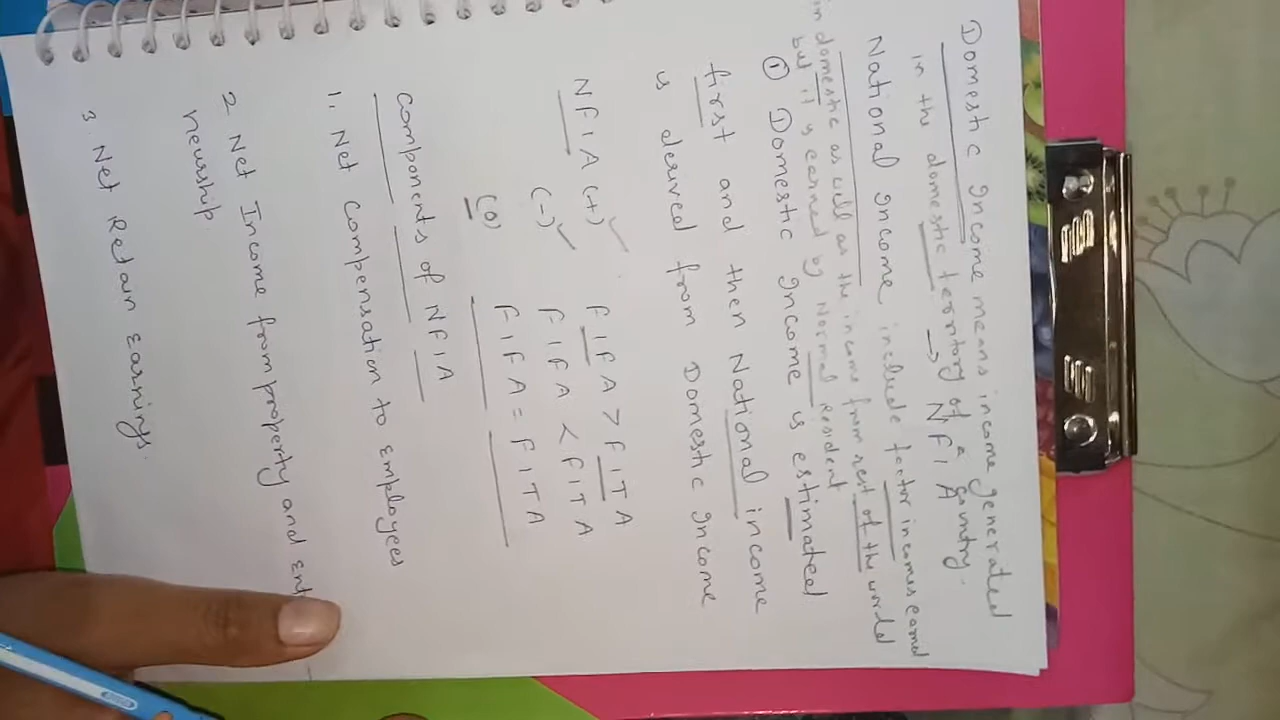 Domestic Income means income generated
in the domestic territory of a country.
→ NFIA
National Income include factor incomes earned
in domestic as well as the income from rest of the world
but it is earned by Normal resident
① Domestic Income is estimated
first and then National income
is derived from Domestic Income
NFIA (+) FIFA > FITA
(-) FIFA < FITA
(0) FIFA = FITA
Components of NFIA
1. Net Compensation to Employees
2 Net Income from property and
neurship
3. Net Retain Earnings.